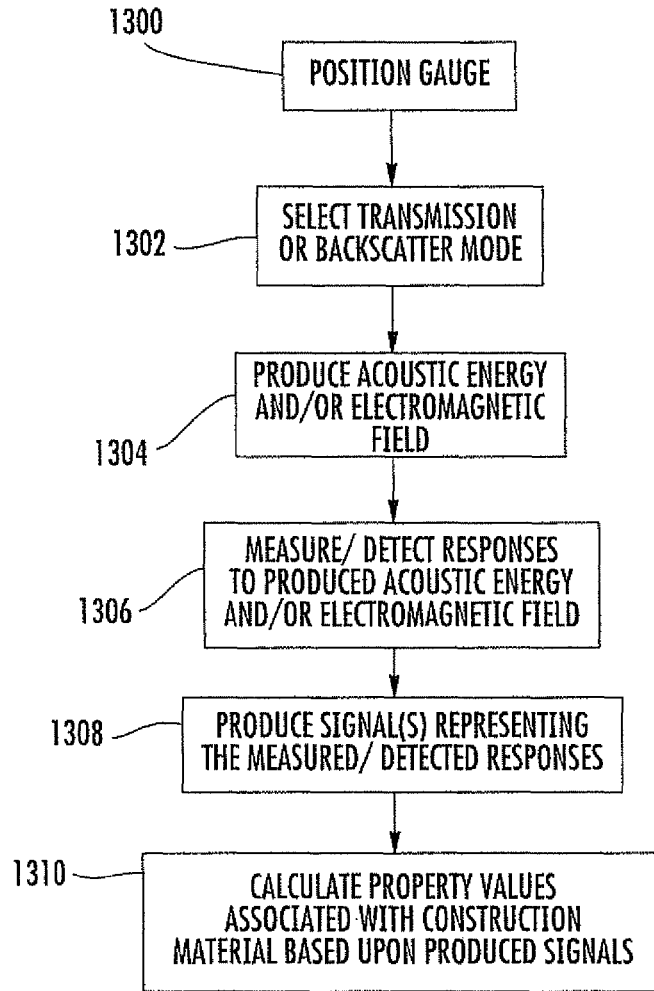 1300
POSITION GAUGE
1302
SELECT TRANSMISSION
OR BACKSCATTER MODE
1304
PRODUCE ACOUSTIC ENERGY
AND/OR ELECTROMAGNETIC
FIELD
1306
MEASURE/ DETECT RESPONSES
TO PRODUCED ACOUSTIC ENERGY
AND/OR ELECTROMAGNETIC FIELD
1308
PRODUCE SIGNAL(S) REPRESENTING
THE MEASURED/ DETECTED RESPONSES
1310
CALCULATE PROPERTY VALUES
ASSOCIATED WITH CONSTRUCTION
MATERIAL BASED UPON PRODUCED SIGNALS